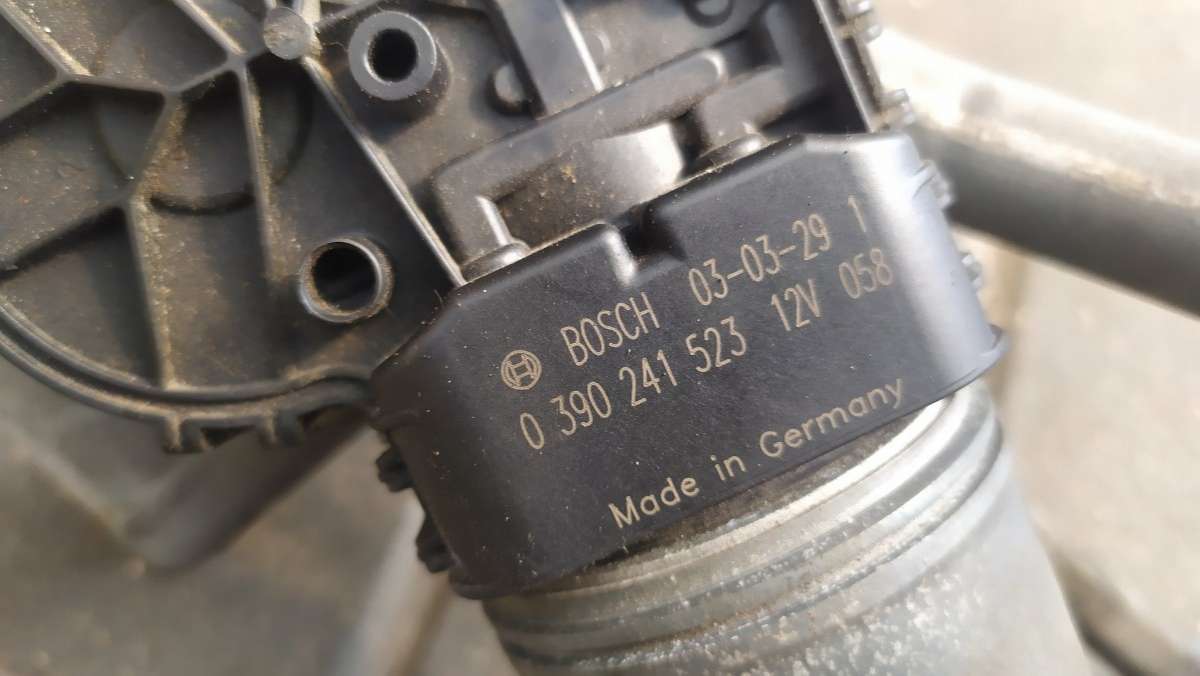 BOSCH 03-03-29 1
0 390 241 523 12V 058
Made in Germany